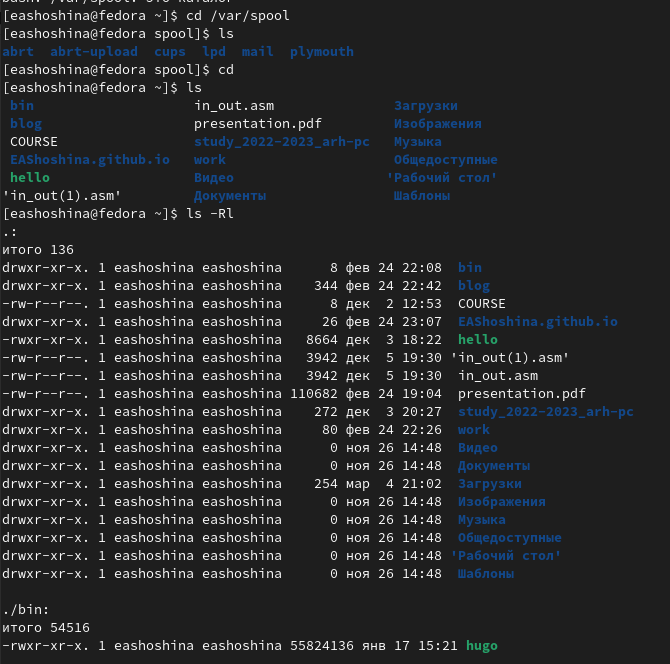 [eashoshina@fedora ~]$ cd /var/spool
[eashoshina@fedora spool]$ ls
abrt abrt-upload cups lpd mail plymouth
[eashoshina@fedora spool]$ cd
[eashoshina@fedora ~]$ ls
bin in_out.asm Загрузки
blog presentation.pdf Изображения
COURSE study_2022-2023_arh-pc Музыка
EAShoshina.github.io work Общедоступные
hello Видео 'Рабочий стол'
'in_out(1).asm' Документы Шаблоны
[eashoshina@fedora ~]$ ls -Rl
.:
итого 136
drwxr-xr-x. 1 eashoshina eashoshina 8 фев 24 22:08 bin
drwxr-xr-x. 1 eashoshina eashoshina 344 фев 24 22:42 blog
-rw-r--r--. 1 eashoshina eashoshina 8 дек 2 12:53 COURSE
drwxr-xr-x. 1 eashoshina eashoshina 26 фев 24 23:07 EAShoshina.github.io
-rwxr-xr-x. 1 eashoshina eashoshina 8664 дек 3 18:22 hello
-rw-r--r--. 1 eashoshina eashoshina 3942 дек 5 19:30 'in_out(1).asm'
-rw-r--r--. 1 eashoshina eashoshina 3942 дек 5 19:30 in_out.asm
-rw-r--r--. 1 eashoshina eashoshina 110682 фев 24 19:04 presentation.pdf
drwxr-xr-x. 1 eashoshina eashoshina 272 дек 3 20:27 study_2022-2023_arh-pc
drwxr-xr-x. 1 eashoshina eashoshina 80 фев 24 22:26 work
drwxr-xr-x. 1 eashoshina eashoshina 0 ноя 26 14:48 Видео
drwxr-xr-x. 1 eashoshina eashoshina 0 ноя 26 14:48 Документы
drwxr-xr-x. 1 eashoshina eashoshina 254 мар 4 21:02 Загрузки
drwxr-xr-x. 1 eashoshina eashoshina 0 ноя 26 14:48 Изображения
drwxr-xr-x. 1 eashoshina eashoshina 0 ноя 26 14:48 Музыка
drwxr-xr-x. 1 eashoshina eashoshina 0 ноя 26 14:48 Общедоступные
drwxr-xr-x. 1 eashoshina eashoshina 0 ноя 26 14:48 'Рабочий стол'
drwxr-xr-x. 1 eashoshina eashoshina 0 ноя 26 14:48 Шаблоны
./bin:
итого 54516
-rwxr-xr-x. 1 eashoshina eashoshina 55824136 янв 17 15:21 hugo